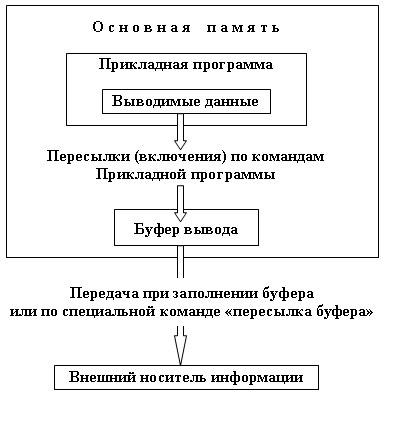 Основная память
Прикладная программа
Выводимые данные
Пересылки (включения) по командам
Прикладной программы
Буфер вывода
Передача при заполнении буфера
или по специальной команде «пересылка буфера»
Внешний носитель информации